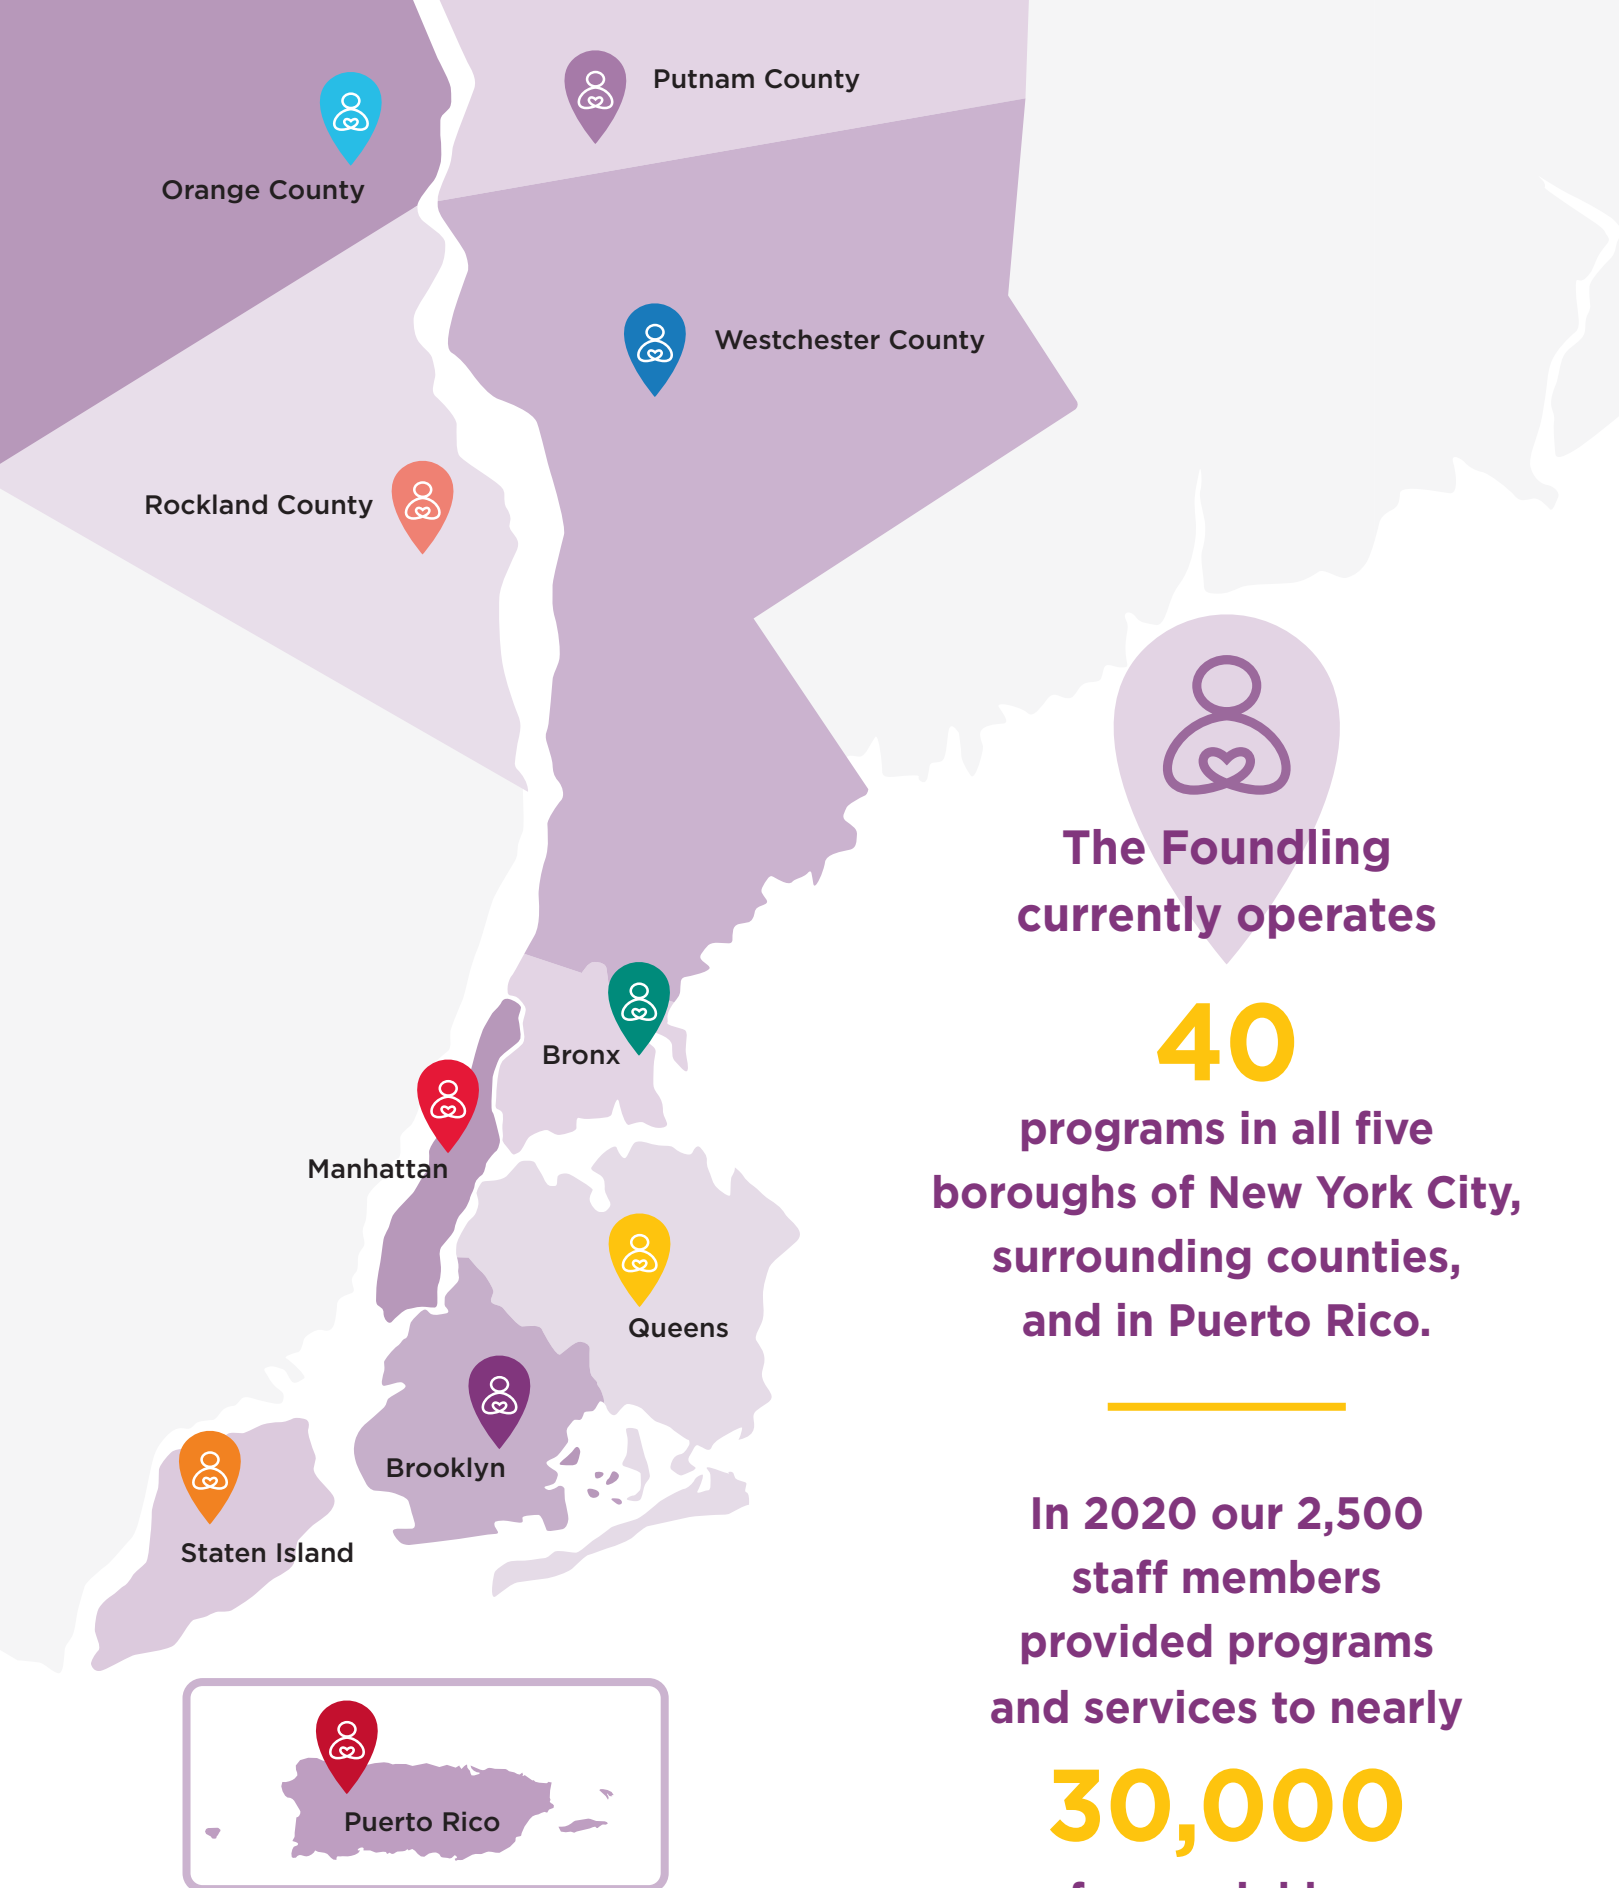 Putnam County
Orange County
Westchester County
Rockland County
The Foundling
currently operates
40
programs in all five
boroughs of New York City,
surrounding counties,
and in Puerto Rico.
Bronx
Manhattan
Queens
Brooklyn
Staten Island
In 2020 our 2,500
staff members
provided programs
and services to nearly
30,000
Puerto Rico